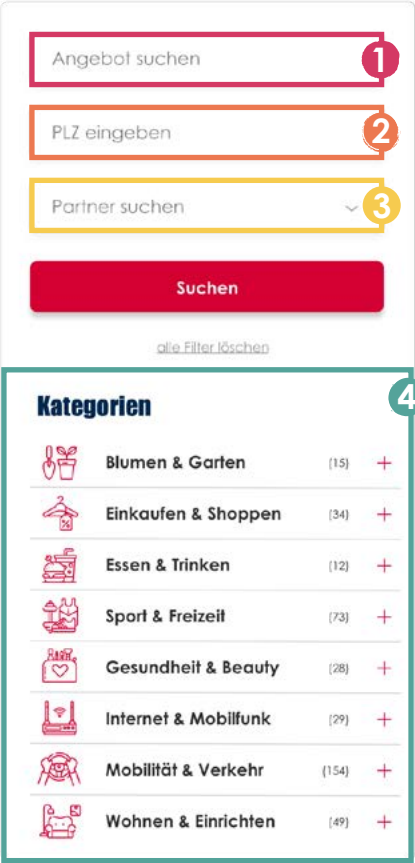 Angebot suchen 1
PLZ eingeben 2
Partner suchen 3
Suchen
alle Filter löschen
4
Kategorien
Blumen & Garten (15) +
%
Einkaufen & Shoppen (34) +
Essen & Trinken (12) +
Sport & Freizeit (73) +
Gesundheit & Beauty (28) +
Internet & Mobilfunk (29) +
Mobilität & Verkehr (154) +
Wohnen & Einrichten (49) +